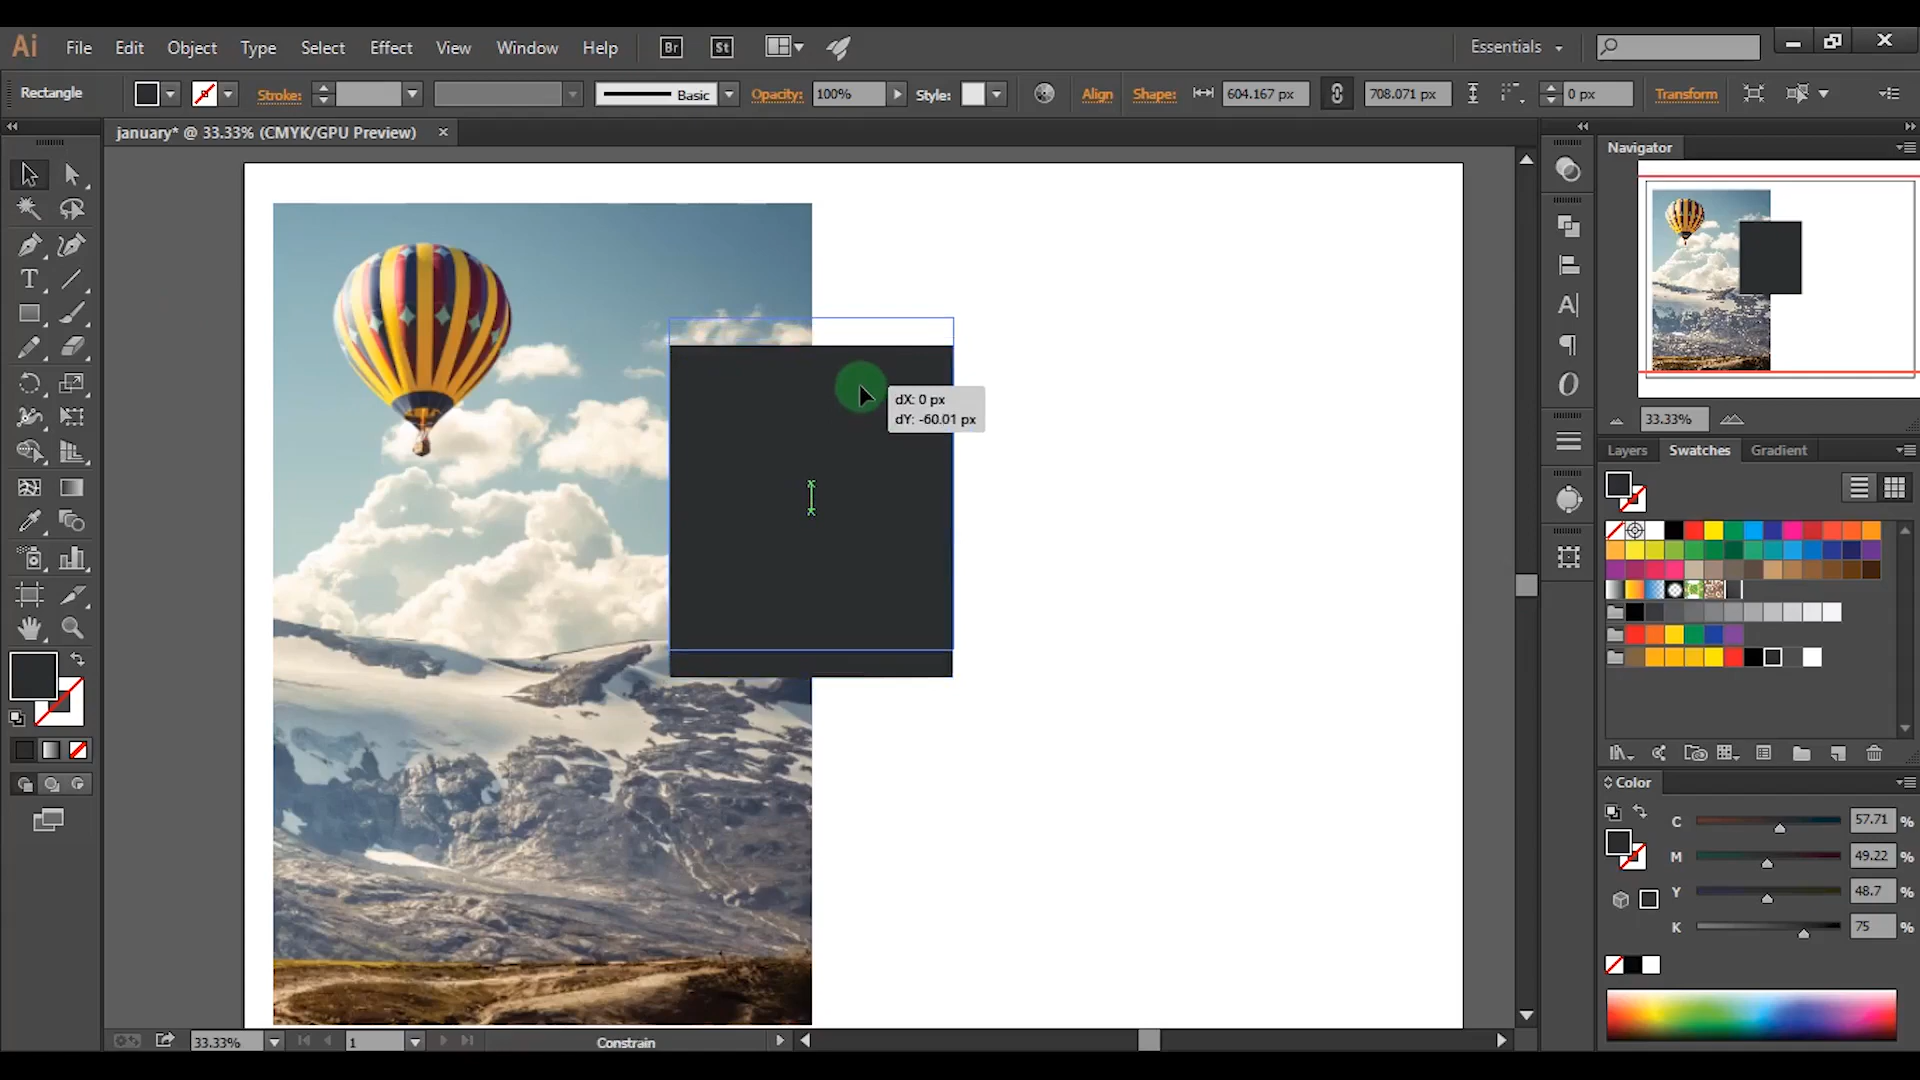 Ai File Edit Object Type Select Effect View Window Help Br St Essentials
Rectangle Stroke: Basic Opacity: 100% Style: Align Shape: 604.167 px 708.071 px 0 px Transform
january* @ 33.33% (CMYK/GPU Preview)
Navigator
dX: 0 px
dY: -60.01 px
33.33%
Layers Swatches Gradient
Color
C 57.71 %
M 49.22 %
Y 48.7 %
K 75 %
33.33% 1 Constrain